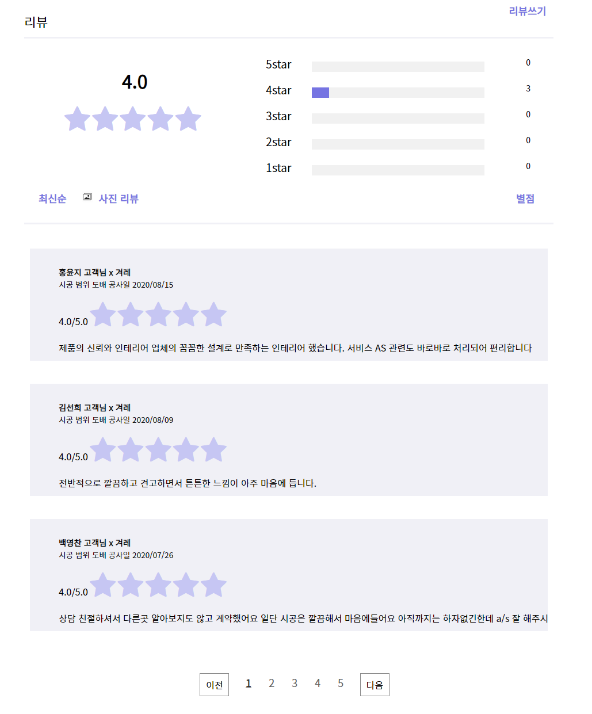 리뷰쓰기
리뷰
4.0
5star 0
4star 3
3star 0
2star 0
1star 0
최신순 사진 리뷰 별점
홍윤지 고객님 x 겨레
시공 범위 도배 공사일 2020/08/15
4.0/5.0
제품의 신뢰와 인테리어 업체의 꼼꼼한 설계로 만족하는 인테리어 했습니다. 서비스 AS 관련도 바로바로 처리되어 편리합니다
김선희 고객님 x 겨레
시공 범위 도배 공사일 2020/08/09
4.0/5.0
전반적으로 깔끔하고 견고하면서 튼튼한 느낌이 아주 마음에 듭니다.
백영찬 고객님 x 겨레
시공 범위 도배 공사일 2020/07/26
4.0/5.0
상담 친절하셔서 다른곳 알아보지도 않고 계약했어요 일단 시공은 깔끔해서 마음에들어요 아직까지는 하자없긴한데 a/s 잘 해주시
이전 1 2 3 4 5 다음